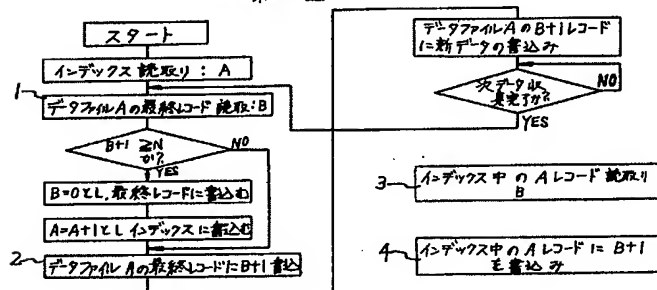 スタート
インデックス 読取り : A
1
データファイルAの最終レコード読取:B
B+1 ≧N
か?
NO
YES
B=0とし,最終レコードに書込む
A=A+1とし インデックスに書込む
2
データファイルAの最終レコードにB+1書込
データファイルAのB+1レコード
に新データの書込み
次データ収
集完了か?
NO
YES
3
インデックス中のAレコード読取り
B
4
インデックス中のAレコードにB+1
を書込み